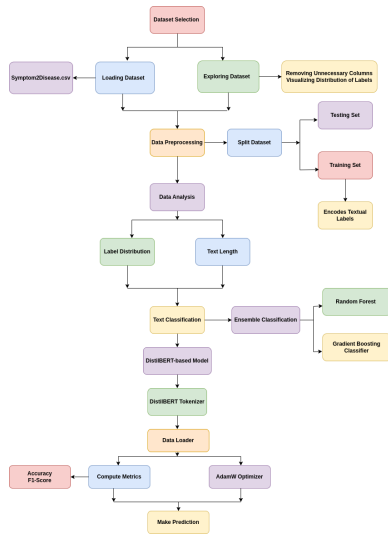 Dataset Selection
Symptom2Disease.csv
Loading Dataset
Exploring Dataset
Removing Unnecessary Columns
Visualizing Distribution of Labels
Testing Set
Data Preprocessing
Split Dataset
Training Set
Data Analysis
Encodes Textual
Labels
Label Distribution
Text Length
Random Forest
Text Classification
Ensemble Classification
Gradient Boosting
Classifier
DistilBERT-based Model
DistilBERT Tokenizer
Data Loader
Accuracy
F1-Score
Compute Metrics
AdamW Optimizer
Make Prediction